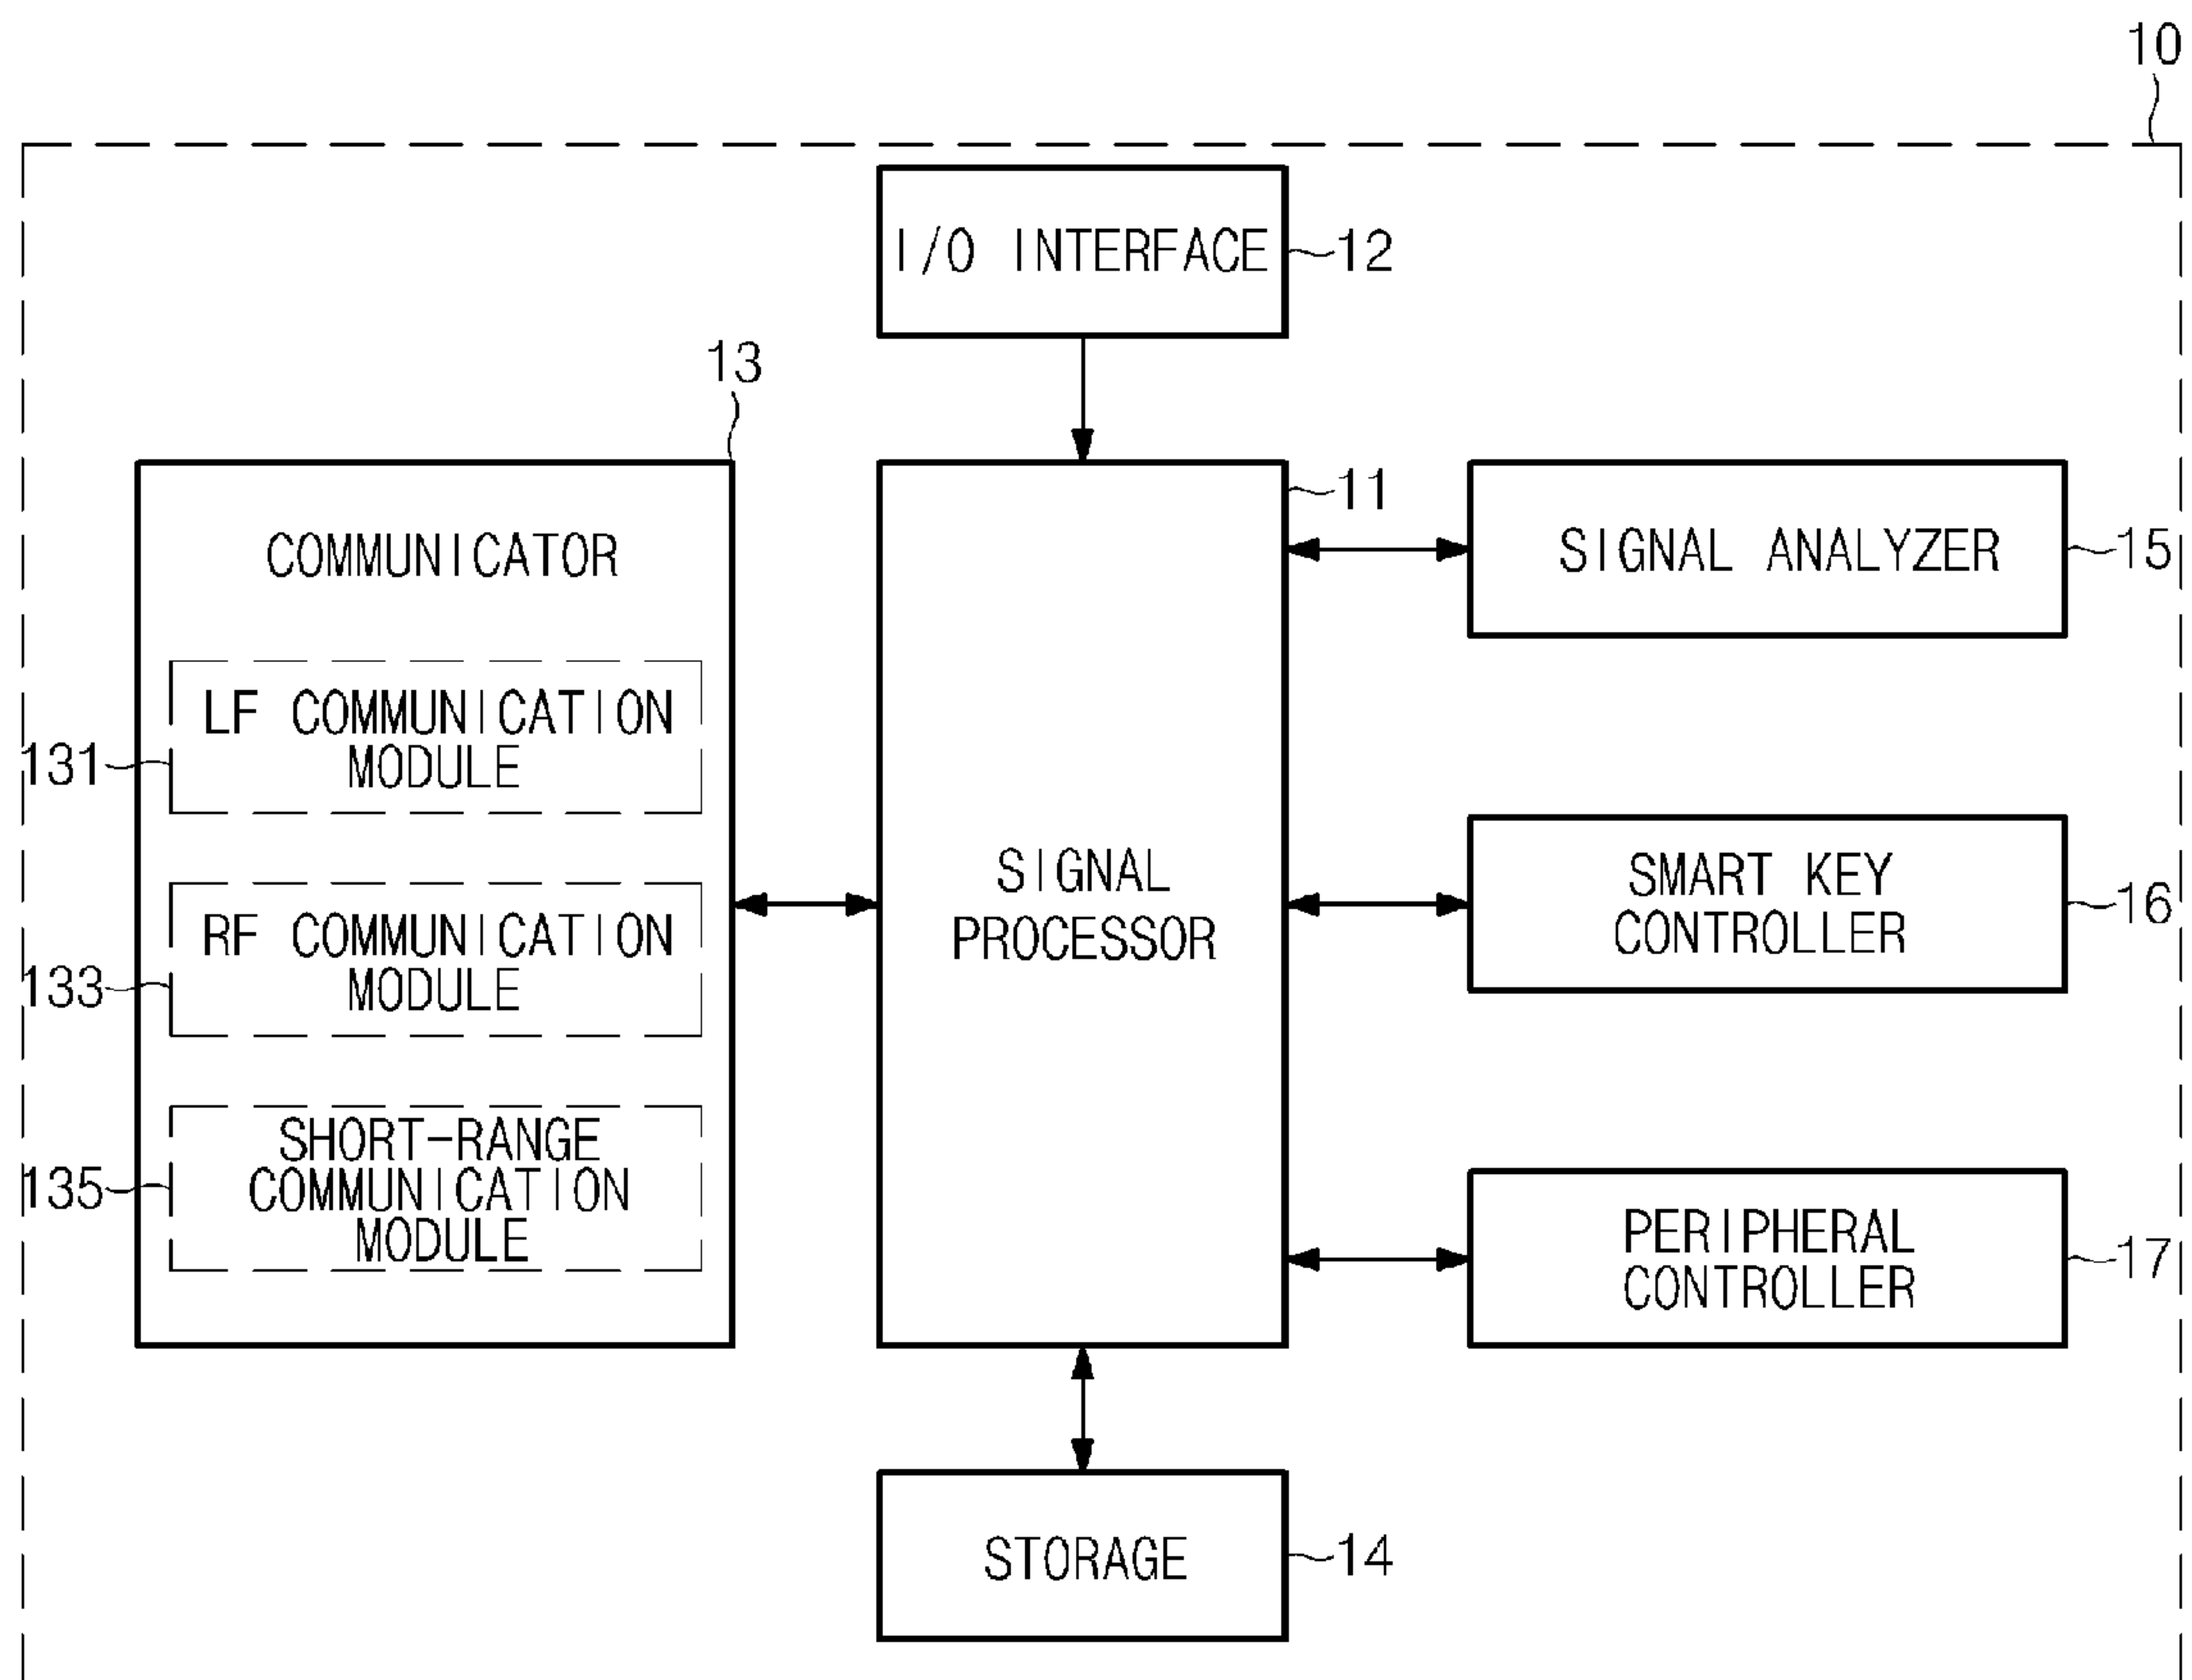 10
I/O INTERFACE
12
13
11
COMMUNICATOR
SIGNAL ANALYZER
15
LF COMMUNICATION
MODULE
131
SIGNAL
PROCESSOR
SMART KEY
CONTROLLER
16
RF COMMUNICATION
MODULE
133
SHORT-RANGE
COMMUNICATION
MODULE
135
PERIPHERAL
CONTROLLER
17
STORAGE
14